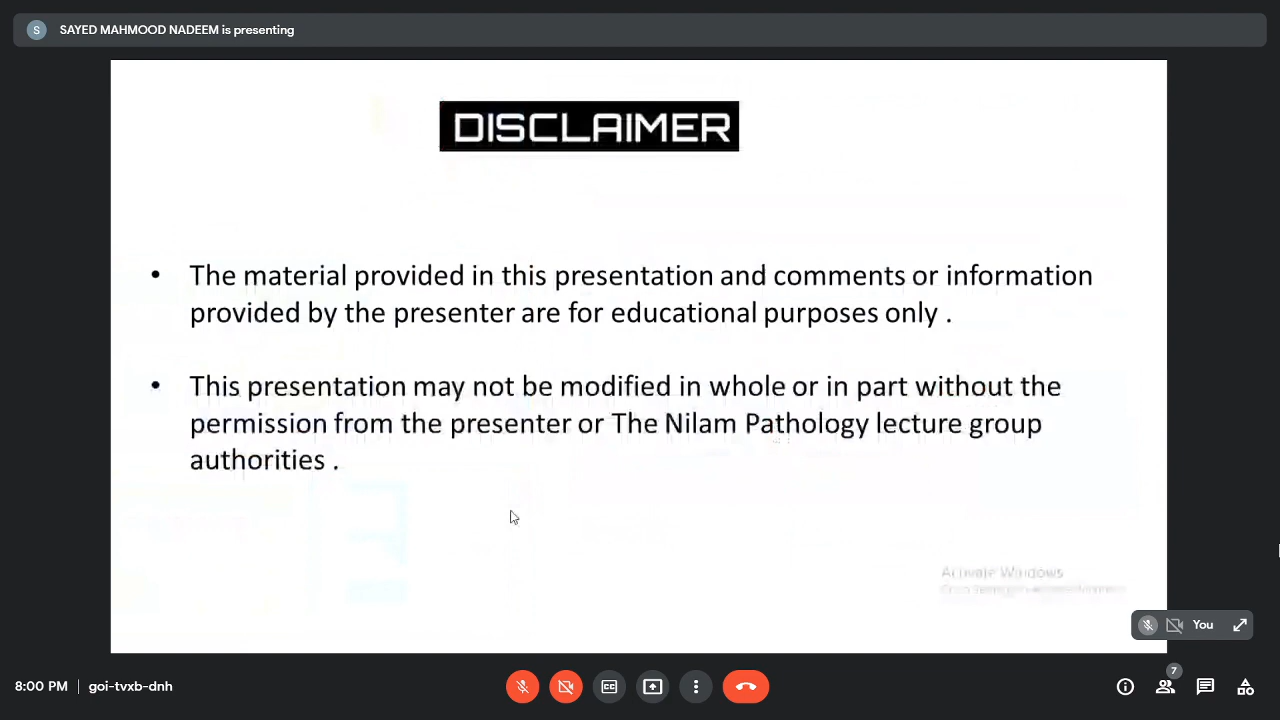 S SAYED MAHMOOD NADEEM is presenting
DISCLAIMER
• The material provided in this presentation and comments or information
provided by the presenter are for educational purposes only .
• This presentation may not be modified in whole or in part without the
permission from the presenter or The Nilam Pathology lecture group
authorities .
Activate Windows
You
7
8:00 PM | goi-tvxb-dnh
CC